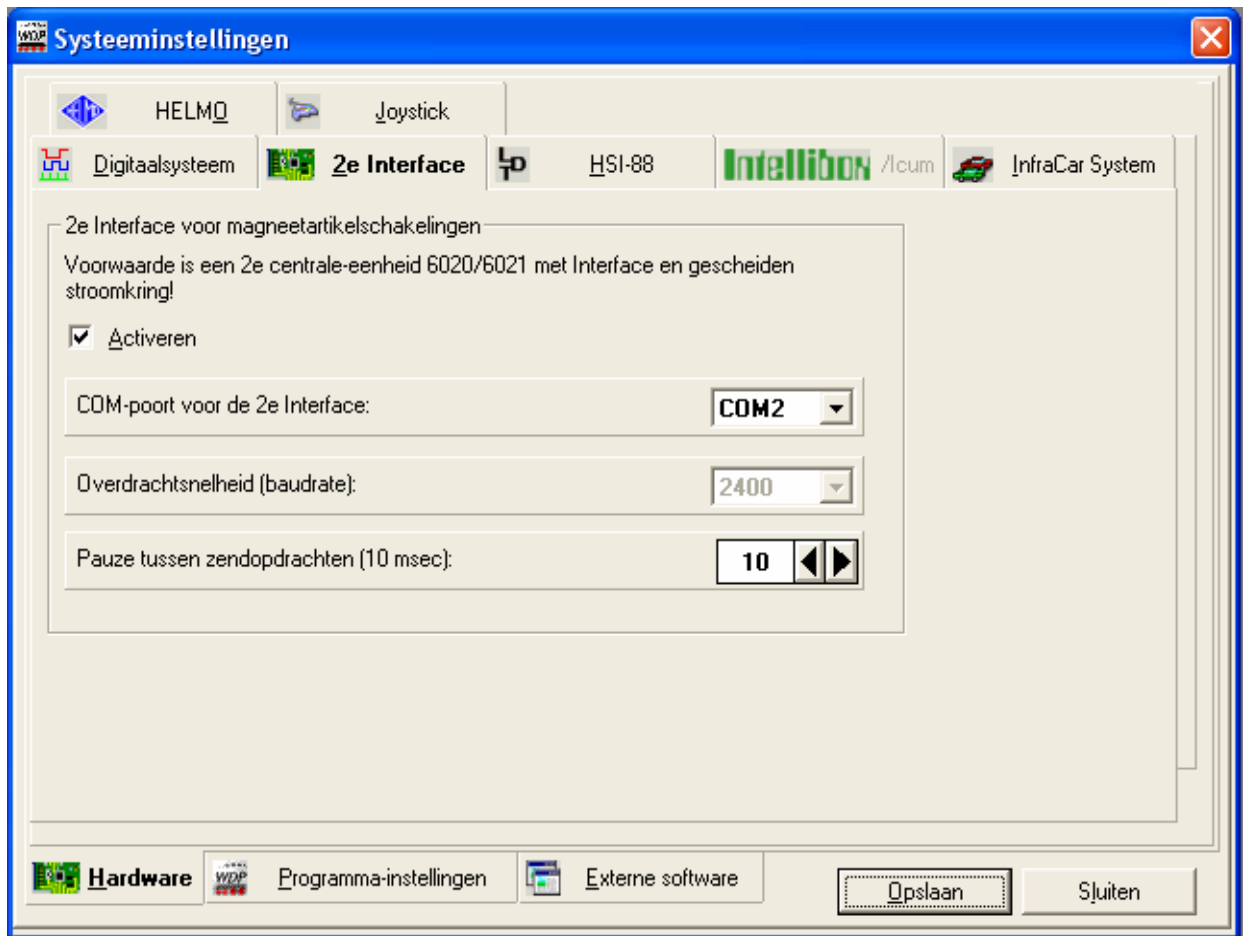 Systeeminstellingen
HELMO
Joystick
Digitaalsysteem
2e Interface
HSI-88
Intellibox /Icum
InfraCar System
2e Interface voor magneetartikelschakelingen
Voorwaarde is een 2e centrale-eenheid 6020/6021 met Interface en gescheiden
stroomkring!
Activeren
COM-poort voor de 2e Interface:
COM2
Overdrachtsnelheid (baudrate):
2400
Pauze tussen zendopdrachten (10 msec):
10
Hardware
WDP
Programma-instellingen
Externe software
Opslaan
Sluiten